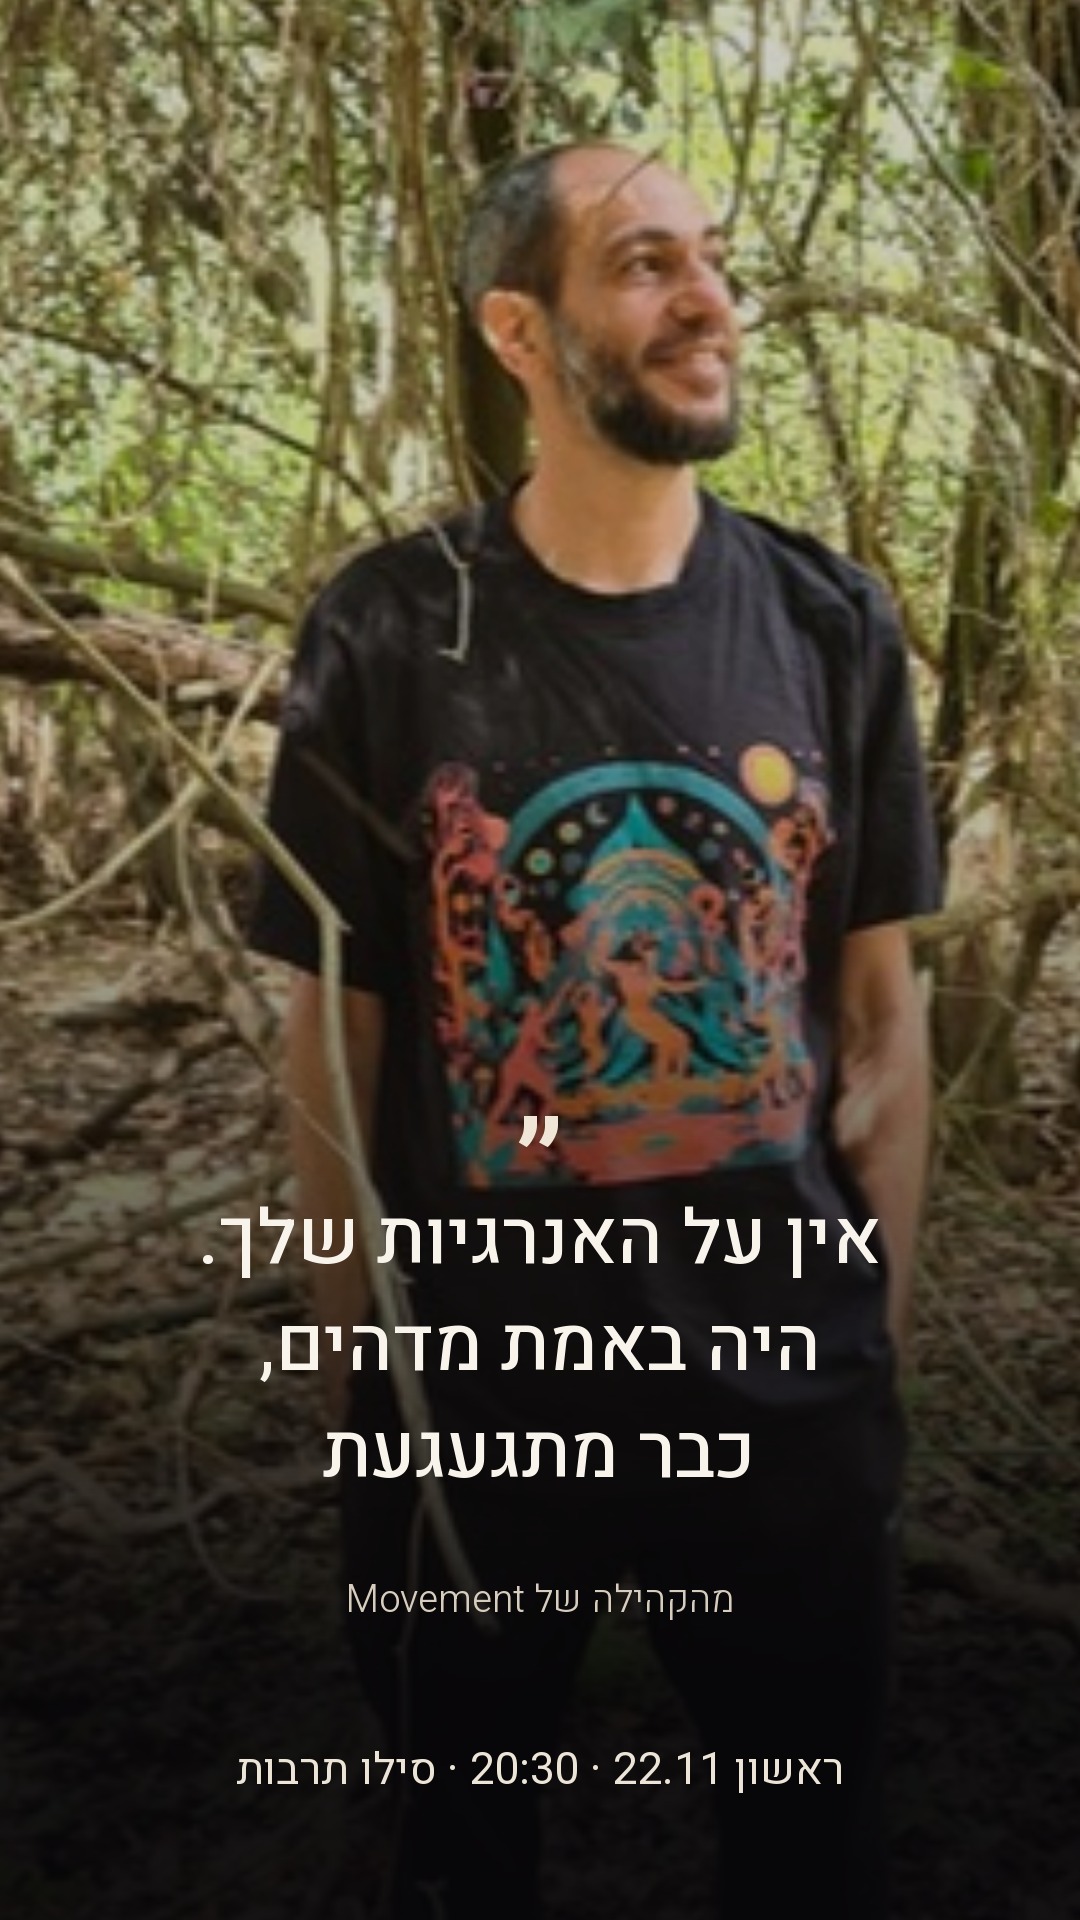 ”
אין על האנרגיות שלך.
היה באמת מדהים,
כבר מתגעגעת
מהקהילה של Movement
ראשון 22.11 · 20:30 · סילו תרבות